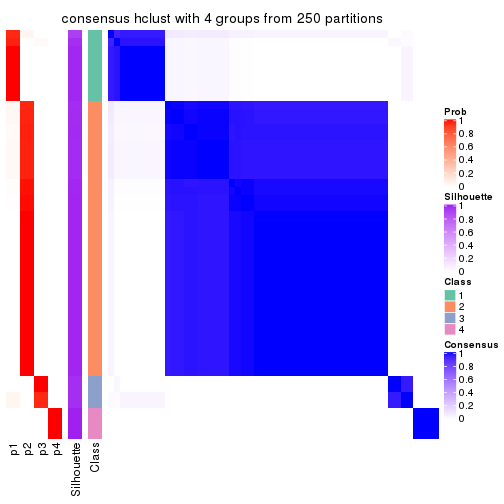 consensus hclust with 4 groups from 250 partitions
Prob
1
0.8
0.6
0.4
0.2
0
Silhouette
1
0.8
0.6
0.4
0.2
0
Class
1
2
3
4
Consensus
1
0.8
0.6
0.4
0.2
0
p1
p2
p3
p4
Silhouette
Class